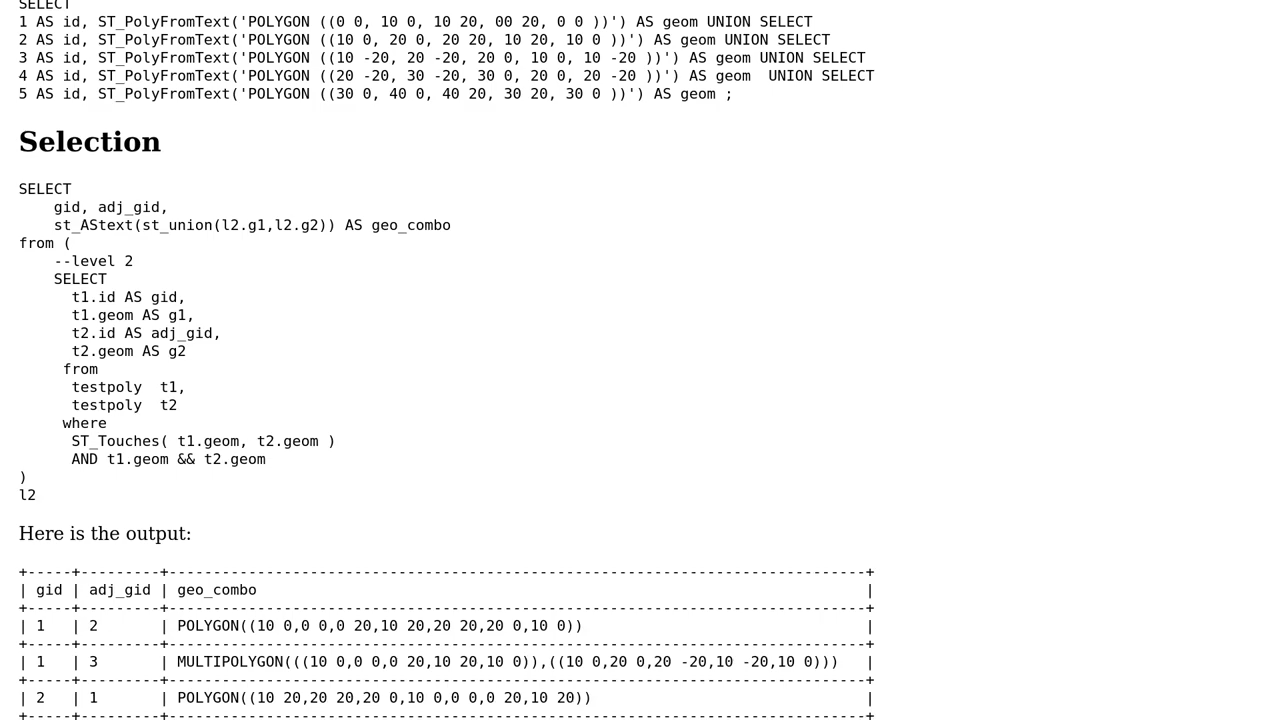 SELECT
1 AS id, ST_PolyFromText('POLYGON ((0 0, 10 0, 10 20, 00 20, 0 0 ))') AS geom UNION SELECT
2 AS id, ST_PolyFromText('POLYGON ((10 0, 20 0, 20 20, 10 20, 10 0 ))') AS geom UNION SELECT
3 AS id, ST_PolyFromText('POLYGON ((10 -20, 20 -20, 20 0, 10 0, 10 -20 ))') AS geom UNION SELECT
4 AS id, ST_PolyFromText('POLYGON ((20 -20, 30 -20, 30 0, 20 0, 20 -20 ))') AS geom  UNION SELECT
5 AS id, ST_PolyFromText('POLYGON ((30 0, 40 0, 40 20, 30 20, 30 0 ))') AS geom ;
Selection
SELECT
    gid, adj_gid,
    st_AStext(st_union(l2.g1,l2.g2)) AS geo_combo
from (
    --level 2
    SELECT
      t1.id AS gid,
      t1.geom AS g1,
      t2.id AS adj_gid,
      t2.geom AS g2
     from
      testpoly  t1,
      testpoly  t2
     where
      ST_Touches( t1.geom, t2.geom )
      AND t1.geom && t2.geom
)
l2
Here is the output:
+-----+---------+-------------------------------------------------------------------------------+
| gid | adj_gid | geo_combo                                                                     |
+-----+---------+-------------------------------------------------------------------------------+
| 1   | 2       | POLYGON((10 0,0 0,0 20,10 20,20 20,20 0,10 0))                                |
+-----+---------+-------------------------------------------------------------------------------+
| 1   | 3       | MULTIPOLYGON(((10 0,0 0,0 20,10 20,10 0)),((10 0,20 0,20 -20,10 -20,10 0)))   |
+-----+---------+-------------------------------------------------------------------------------+
| 2   | 1       | POLYGON((10 20,20 20,20 0,10 0,0 0,0 20,10 20))                               |
+-----+---------+-------------------------------------------------------------------------------+